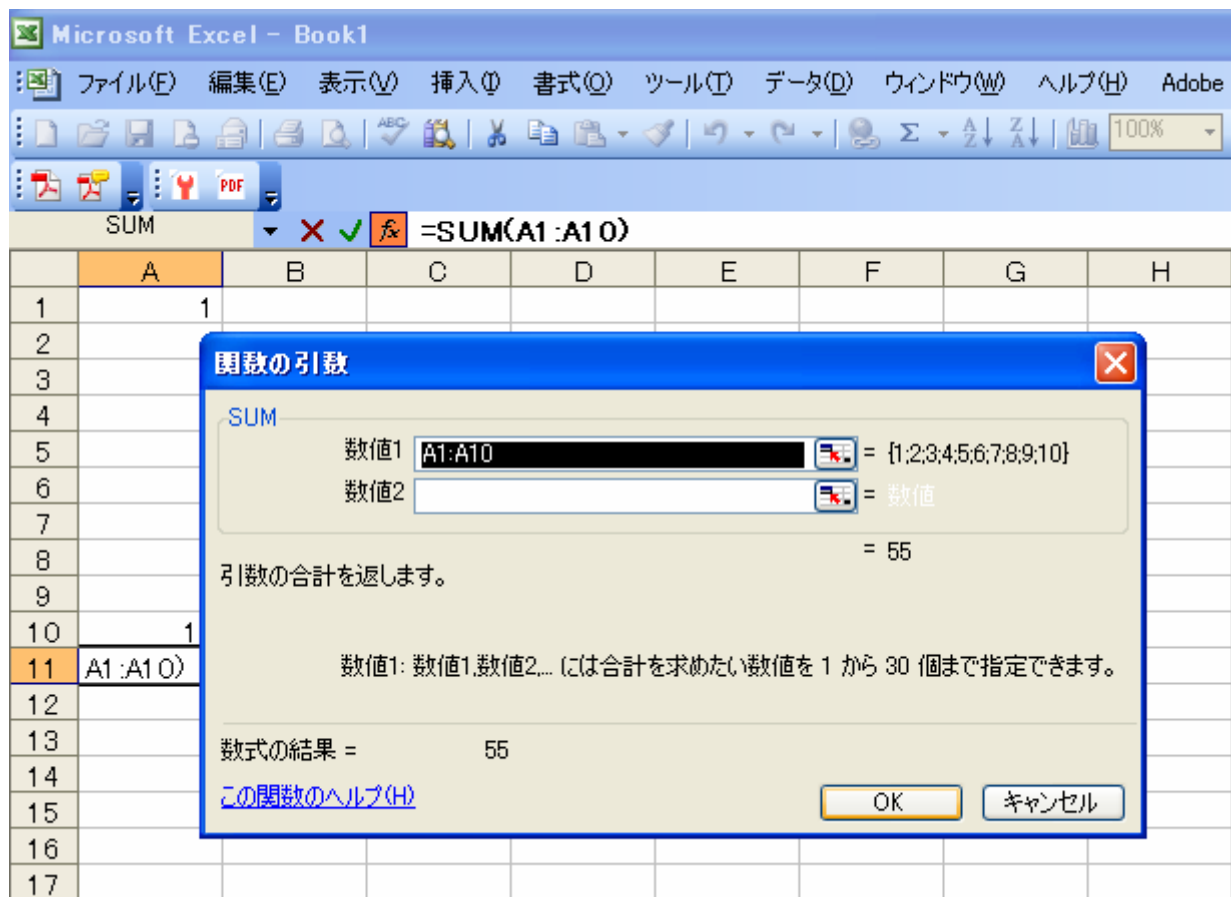 Microsoft Excel - Book1
ファイル(F) 編集(E) 表示(V) 挿入(I) 書式(O) ツール(T) データ(D) ウィンドウ(W) ヘルプ(H) Adobe
ABC Σ A Z Z A 100%
PDF
SUM fx =SUM(A1:A10)
A B C D E F G H
1 1
2
関数の引数
3
4
SUM
5 数値1 A1:A10 = {1;2;3;4;5;6;7;8;9;10}
6 数値2 = 数値
7
8 = 55
引数の合計を返します。
9
10 1
11 A1:A10) 数値1: 数値1,数値2,... には合計を求めたい数値を 1 から 30 個まで指定できます。
12
13 数式の結果 = 55
14
この関数のヘルプ(H) OK キャンセル
15
16
17